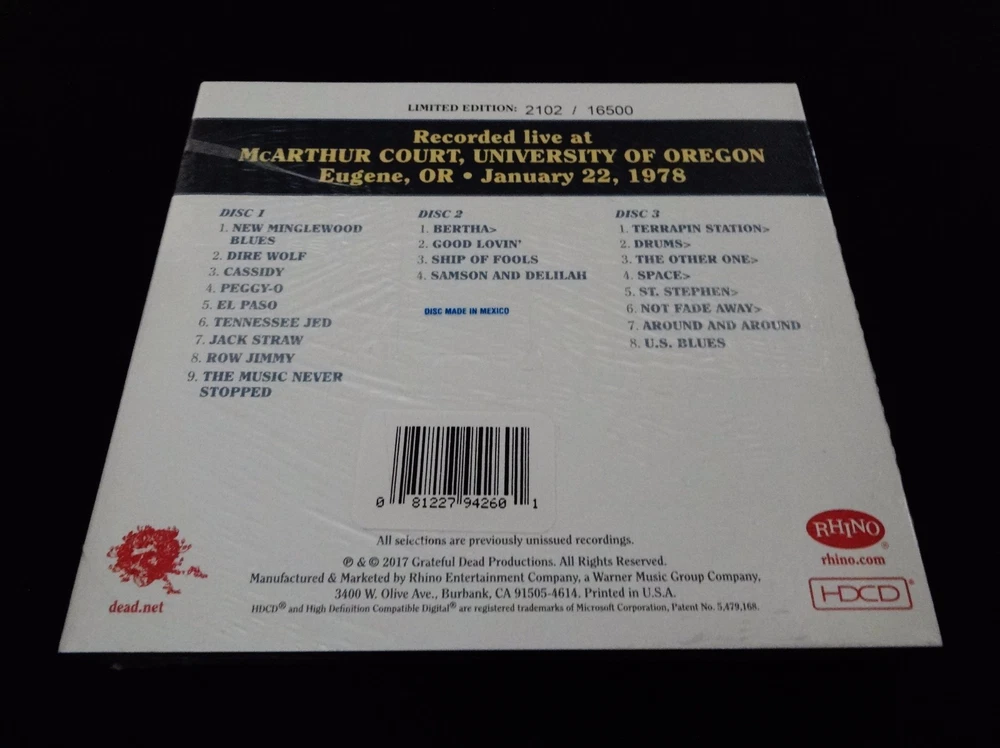 LIMITED EDITION: 2102 / 16500
Recorded live at
McARTHUR COURT, UNIVERSITY OF OREGON
Eugene, OR • January 22, 1978
DISC 1
1. NEW MINGLEWOOD
BLUES
2. DIRE WOLF
3. CASSIDY
4. PEGGY-O
5. EL PASO
6. TENNESSEE JED
7. JACK STRAW
8. ROW JIMMY
9. THE MUSIC NEVER
STOPPED
DISC 2
1. BERTHA>
2. GOOD LOVIN'
3. SHIP OF FOOLS
4. SAMSON AND DELILAH
DISC MADE IN MEXICO
DISC 3
1. TERRAPIN STATION>
2. DRUMS>
3. THE OTHER ONE>
4. SPACE>
5. ST. STEPHEN>
6. NOT FADE AWAY>
7. AROUND AND AROUND
8. U.S. BLUES
0 81227 94260 1
All selections are previously unissued recordings.
℗ & © 2017 Grateful Dead Productions. All Rights Reserved.
Manufactured & Marketed by Rhino Entertainment Company, a Warner Music Group Company,
3400 W. Olive Ave., Burbank, CA 91505-4614. Printed in U.S.A.
HDCD® and High Definition Compatible Digital® are registered trademarks of Microsoft Corporation, Patent No. 5,479,168.
dead.net
RHINO®
rhino.com
HDCD®